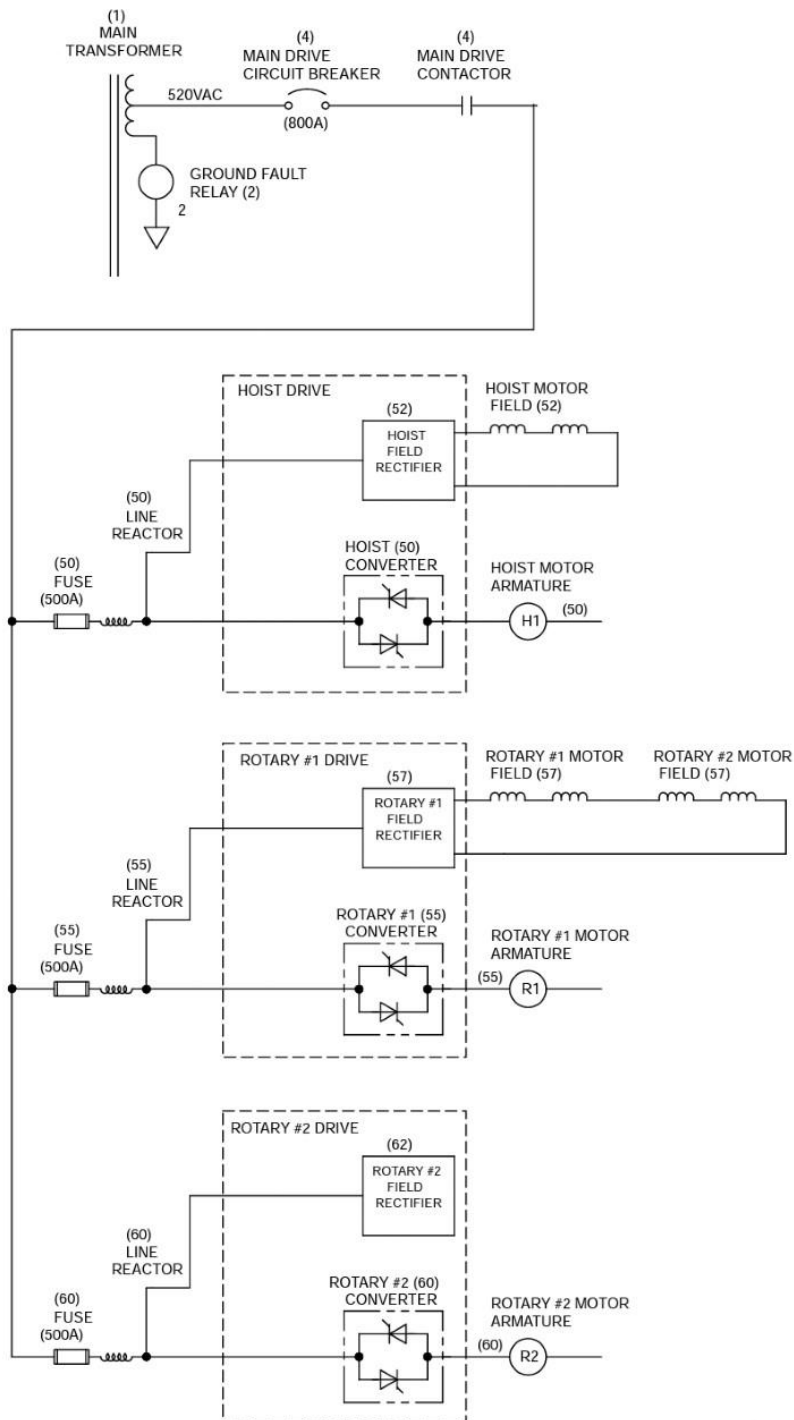 (1)
MAIN
TRANSFORMER
(4)
MAIN DRIVE
CIRCUIT BREAKER
(4)
MAIN DRIVE
CONTACTOR
520VAC
(800A)
GROUND FAULT
RELAY (2)
2
HOIST DRIVE
(52)
HOIST
FIELD
RECTIFIER
HOIST MOTOR
FIELD (52)
(50)
LINE
REACTOR
(50)
FUSE
(500A)
HOIST (50)
CONVERTER
HOIST MOTOR
ARMATURE
H1
(50)
ROTARY #1 DRIVE
(57)
ROTARY #1
FIELD
RECTIFIER
ROTARY #1 MOTOR
FIELD (57)
ROTARY #2 MOTOR
FIELD (57)
(55)
LINE
REACTOR
(55)
FUSE
(500A)
ROTARY #1 (55)
CONVERTER
ROTARY #1 MOTOR
ARMATURE
(55)
R1
ROTARY #2 DRIVE
(62)
ROTARY #2
FIELD
RECTIFIER
(60)
LINE
REACTOR
(60)
FUSE
(500A)
ROTARY #2 (60)
CONVERTER
ROTARY #2 MOTOR
ARMATURE
(60)
R2